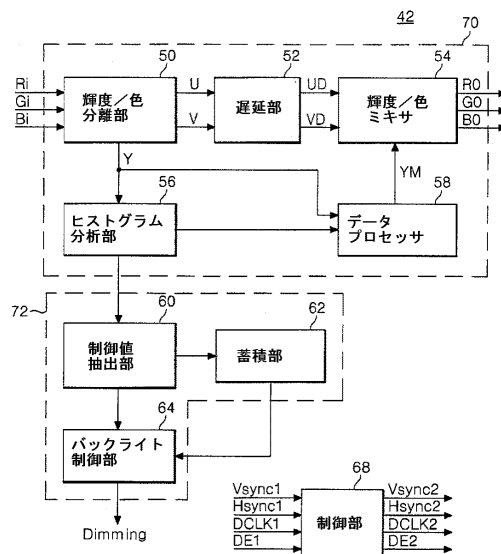 42
70
50
52
54
Ri
Gi
Bi
輝度／色
分離部
U
V
遅延部
UD
VD
輝度／色
ミキサ
R0
G0
B0
Y
YM
56
58
ヒストグラム
分析部
データ
プロセッサ
72
60
62
制御値
抽出部
蓄積部
64
バックライト
制御部
68
Vsync1
Hsync1
DCLK1
DE1
制御部
Vsync2
Hsync2
DCLK2
DE2
Dimming